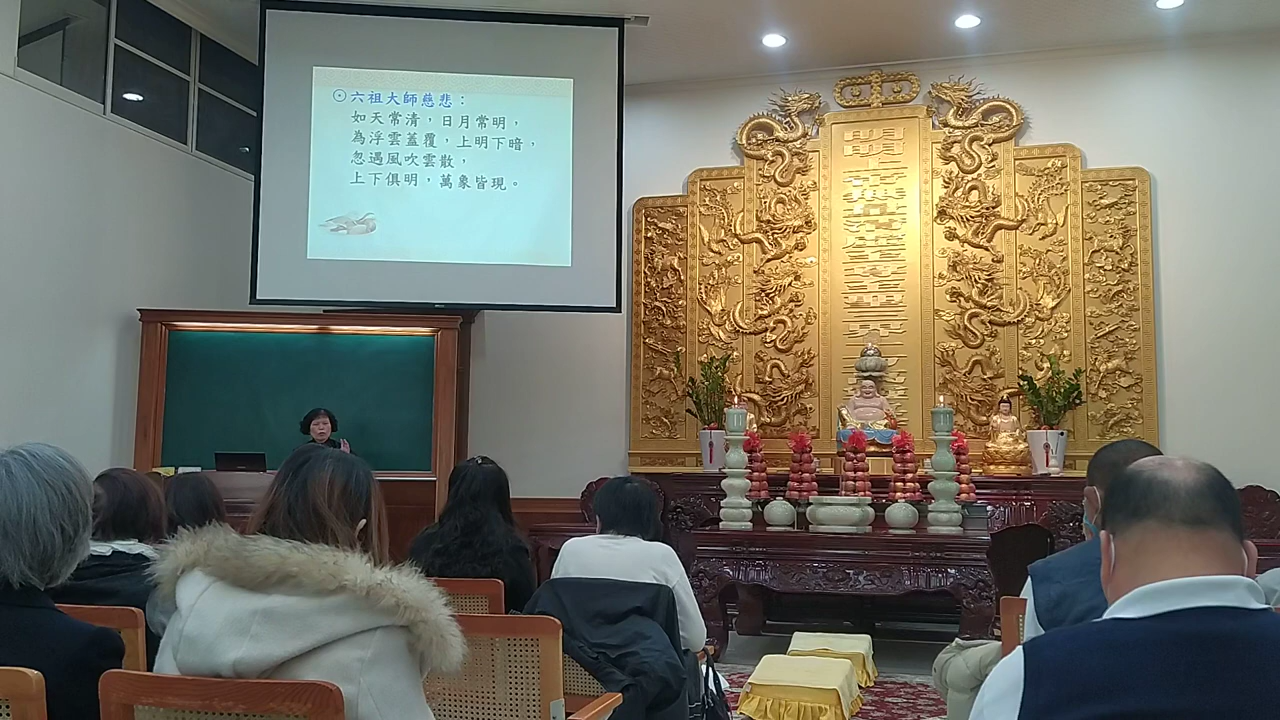 ⊙六祖大師慈悲：
如天常清，日月常明，
為浮雲蓋覆，上明下暗，
忽遇風吹雲散，
上下俱明，萬象皆現。